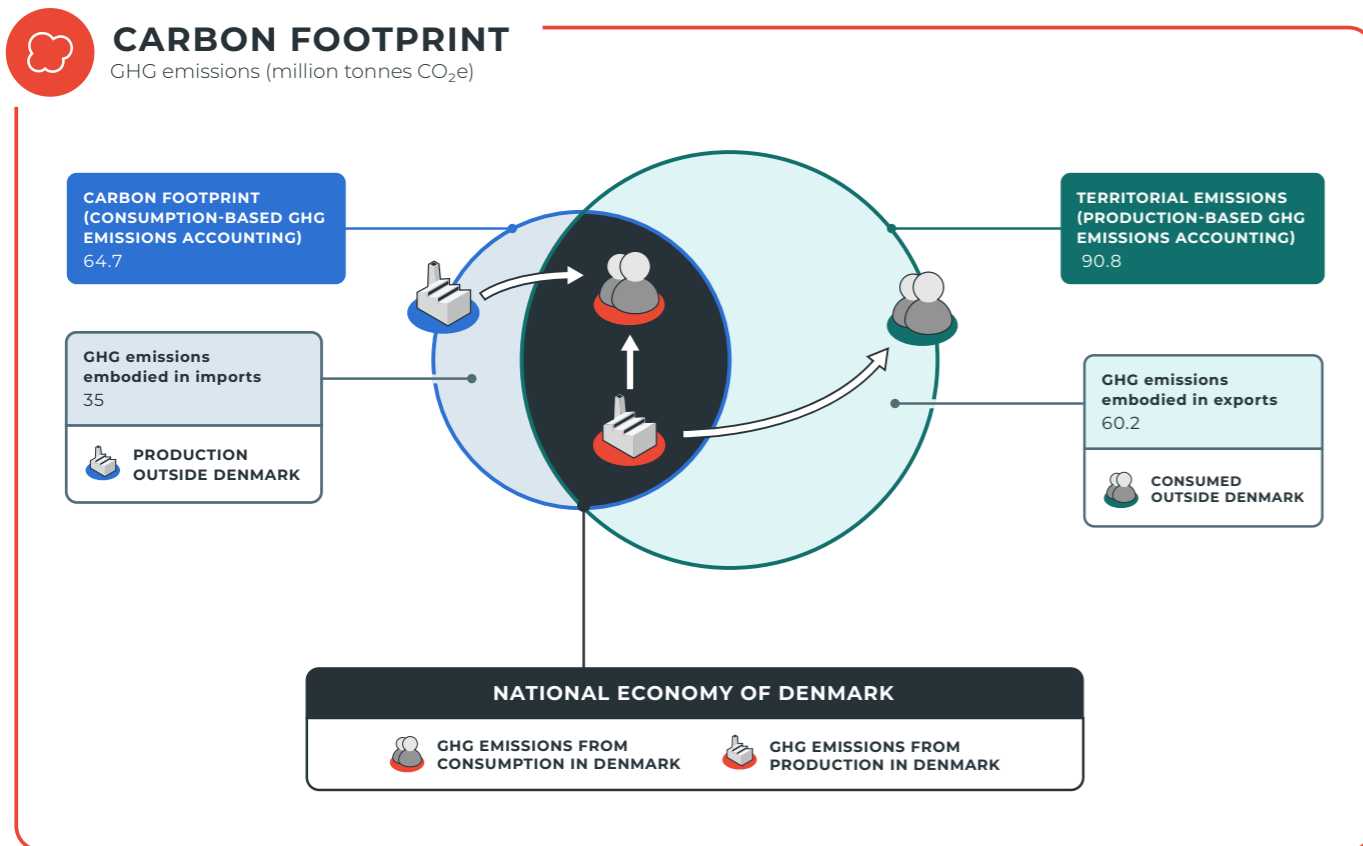 CARBON FOOTPRINT
GHG emissions (million tonnes CO₂e)
CARBON FOOTPRINT
(CONSUMPTION-BASED GHG
EMISSIONS ACCOUNTING)
64.7
TERRITORIAL EMISSIONS
(PRODUCTION-BASED GHG
EMISSIONS ACCOUNTING)
90.8
GHG emissions
embodied in imports
35
PRODUCTION
OUTSIDE DENMARK
GHG emissions
embodied in exports
60.2
CONSUMED
OUTSIDE DENMARK
NATIONAL ECONOMY OF DENMARK
GHG EMISSIONS FROM
CONSUMPTION IN DENMARK
GHG EMISSIONS FROM
PRODUCTION IN DENMARK